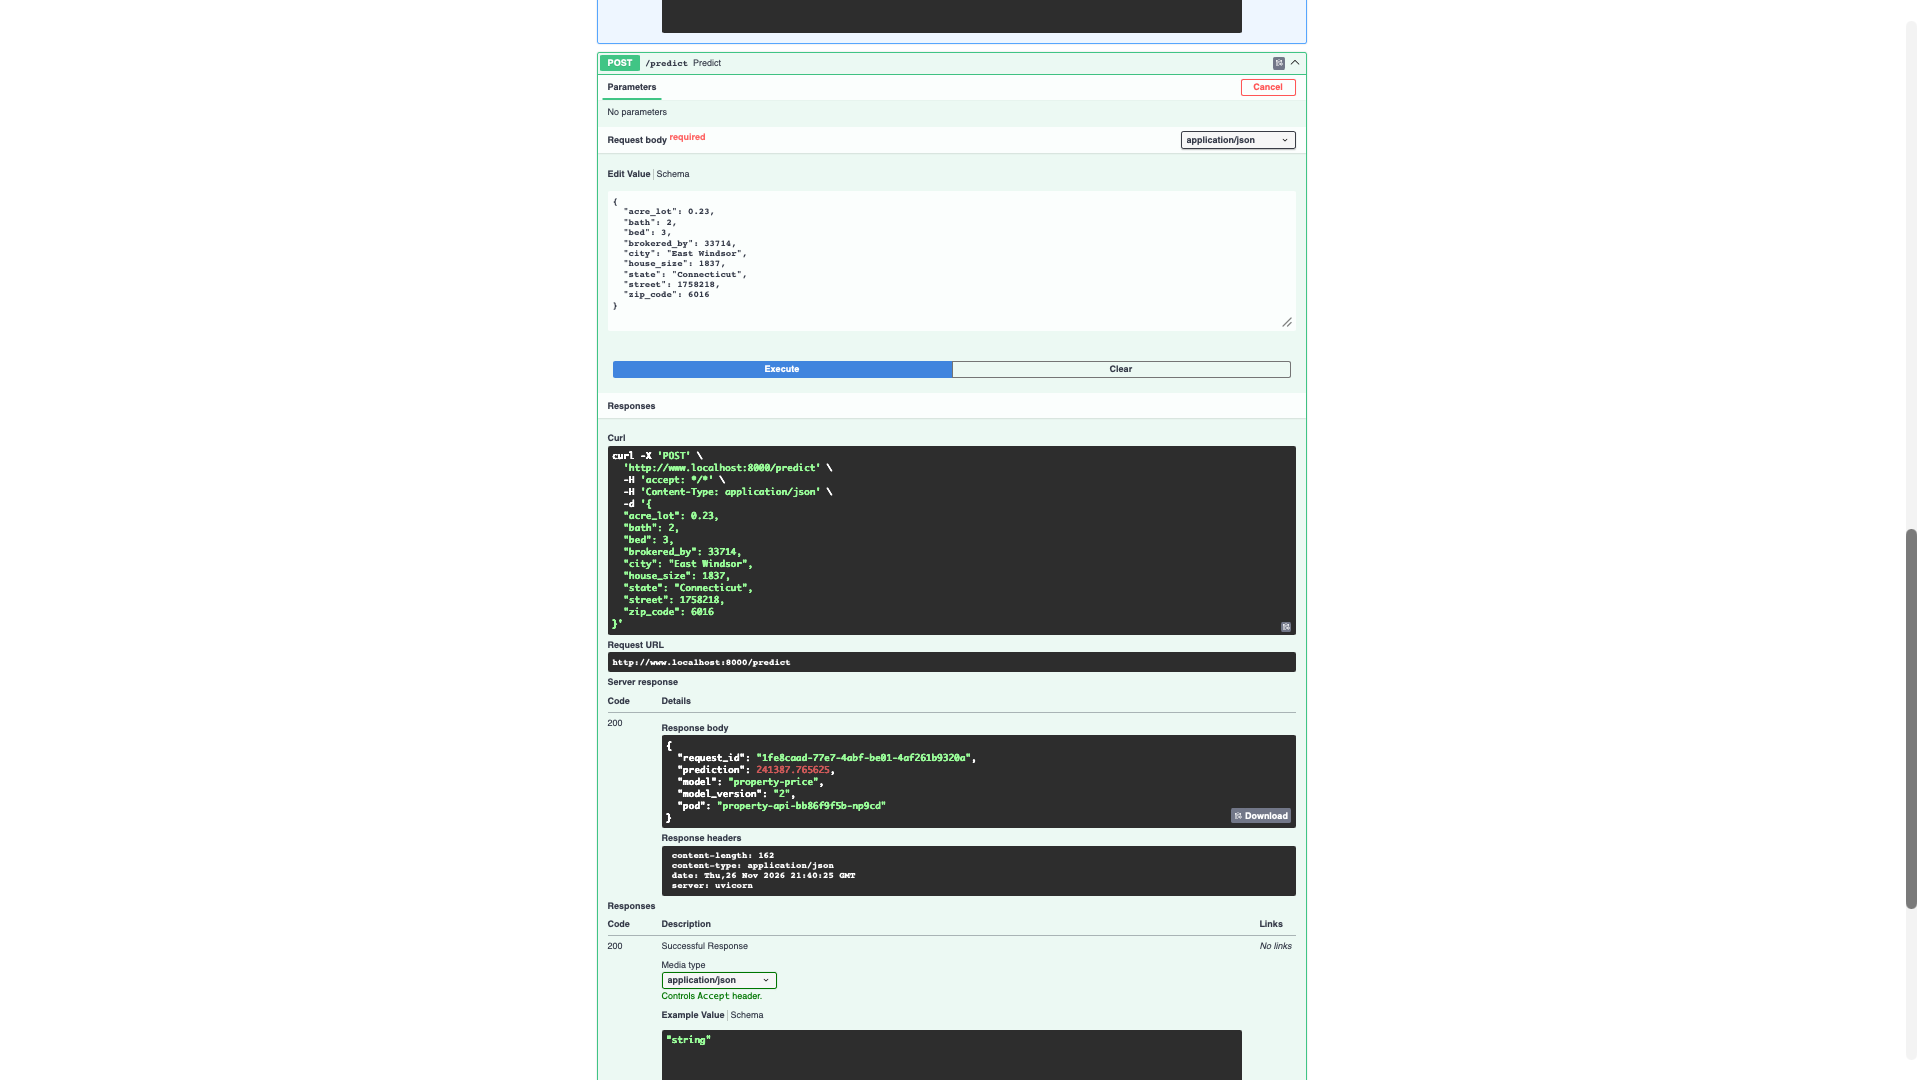 POST /predict Predict
Parameters
Cancel
No parameters
Request body required
application/json
Edit Value Schema
{
  "acre_lot": 0.23,
  "bath": 2,
  "bed": 3,
  "brokered_by": 33714,
  "city": "East Windsor",
  "house_size": 1837,
  "state": "Connecticut",
  "street": 1758218,
  "zip_code": 6016
}
Execute
Clear
Responses
Curl
curl -X 'POST' \
  'http://www.localhost:8000/predict' \
  -H 'accept: */*' \
  -H 'Content-Type: application/json' \
  -d '{
  "acre_lot": 0.23,
  "bath": 2,
  "bed": 3,
  "brokered_by": 33714,
  "city": "East Windsor",
  "house_size": 1837,
  "state": "Connecticut",
  "street": 1758218,
  "zip_code": 6016
}'
Request URL
http://www.localhost:8000/predict
Server response
Code Details
200
Response body
{
  "request_id": "1fe8caad-77e7-4abf-be01-4af261b9320a",
  "prediction": 241387.765625,
  "model": "property-price",
  "model_version": "2",
  "pod": "property-api-bb86f9f5b-np9cd"
}
Download
Response headers
content-length: 162
content-type: application/json
date: Thu,26 Nov 2026 21:40:25 GMT
server: uvicorn
Responses
Code Description Links
200 Successful Response No links
Media type
application/json
Controls Accept header.
Example Value Schema
"string"